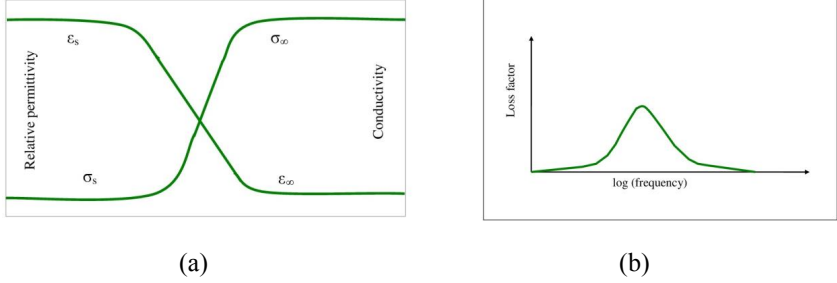 εs
σ∞
Relative permittivity
Conductivity
σs
ε∞
(a)
Loss factor
log (frequency)
(b)